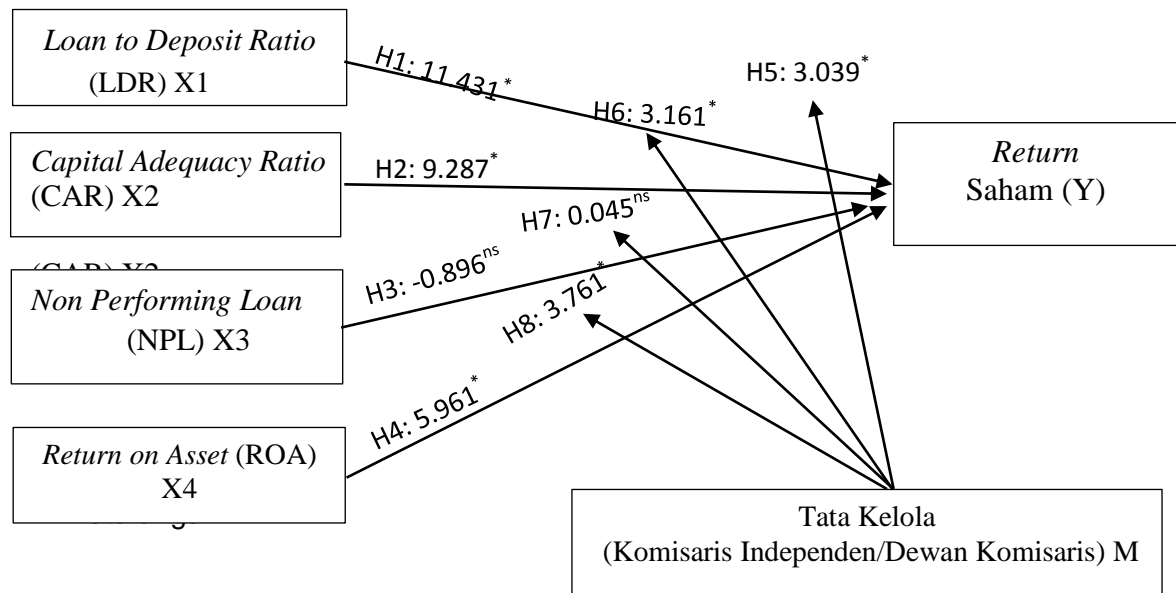 Loan to Deposit Ratio
(LDR) X1
H1: 11.431*
H5: 3.039*
H6: 3.161*
Capital Adequacy Ratio
(CAR) X2
H2: 9.287*
Return
Saham (Y)
H7: 0.045ns
Non Performing Loan
(NPL) X3
H3: -0.896ns
H8: 3.761*
H4: 5.961*
Return on Asset (ROA)
X4
Tata Kelola
(Komisaris Independen/Dewan Komisaris) M